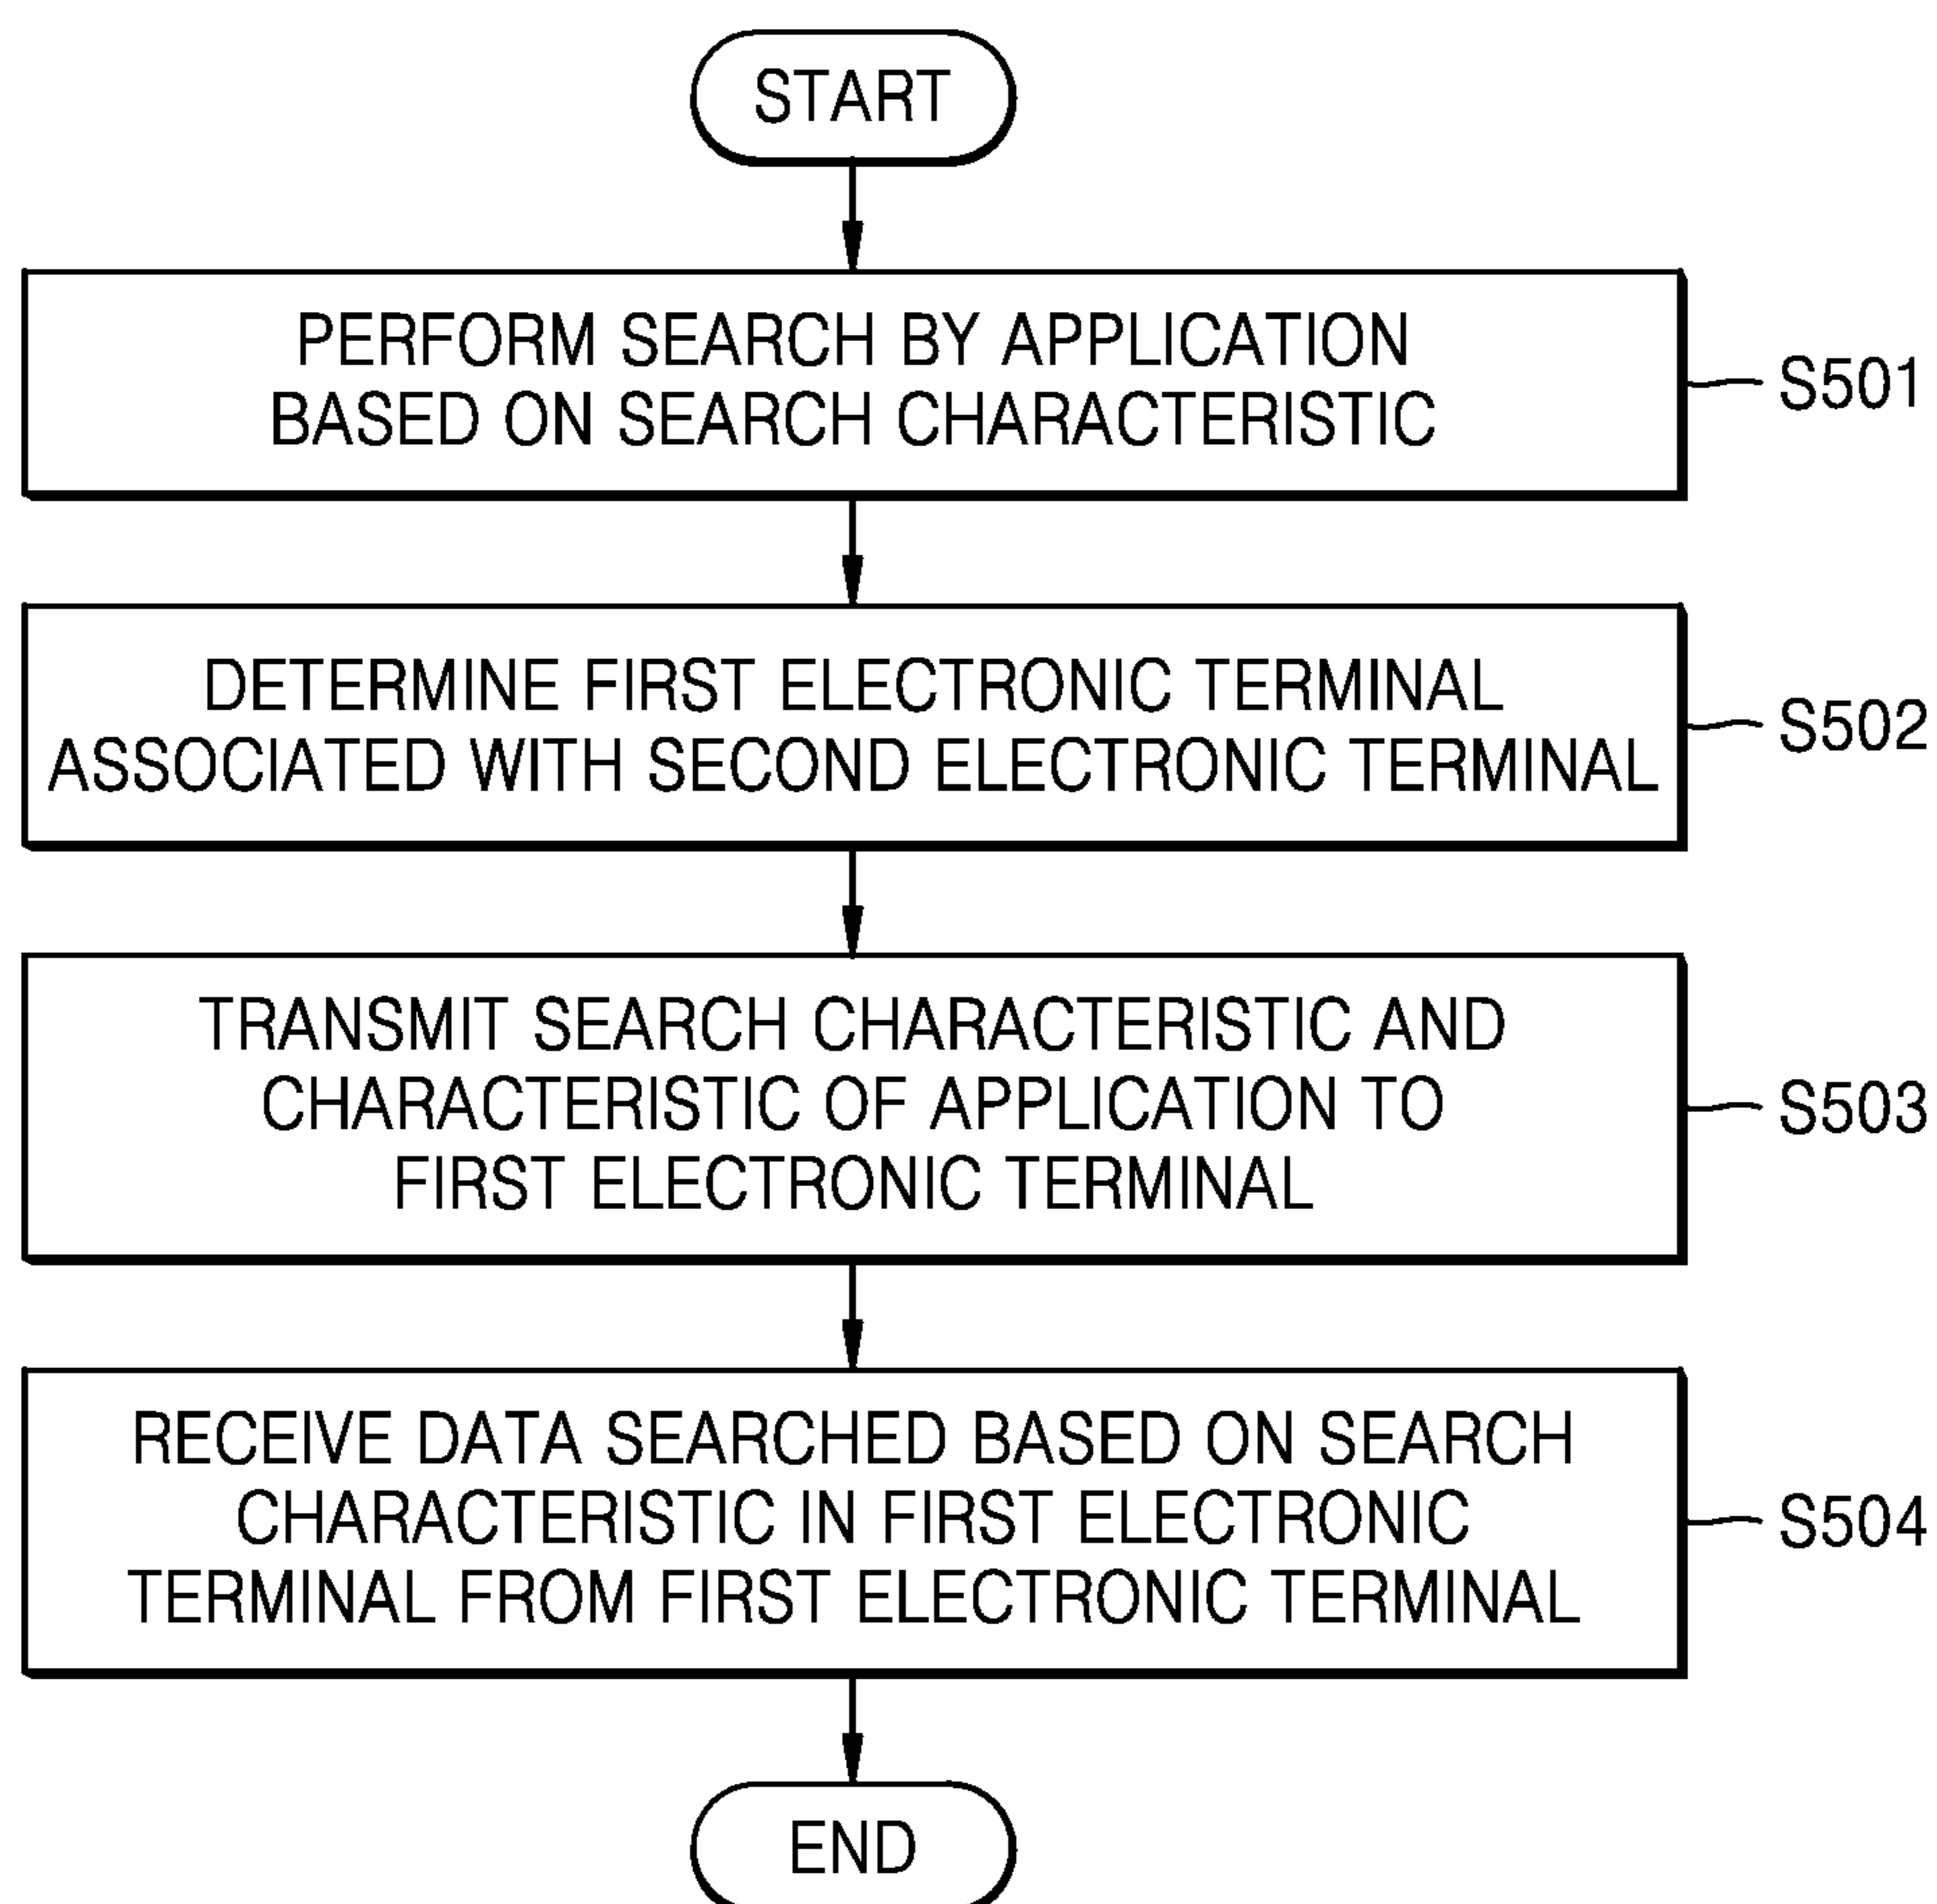 START
PERFORM SEARCH BY APPLICATION
BASED ON SEARCH CHARACTERISTIC
S501
DETERMINE FIRST ELECTRONIC TERMINAL
ASSOCIATED WITH SECOND ELECTRONIC TERMINAL
S502
TRANSMIT SEARCH CHARACTERISTIC AND
CHARACTERISTIC OF APPLICATION TO
FIRST ELECTRONIC TERMINAL
S503
RECEIVE DATA SEARCHED BASED ON SEARCH
CHARACTERISTIC IN FIRST ELECTRONIC
TERMINAL FROM FIRST ELECTRONIC TERMINAL
S504
END